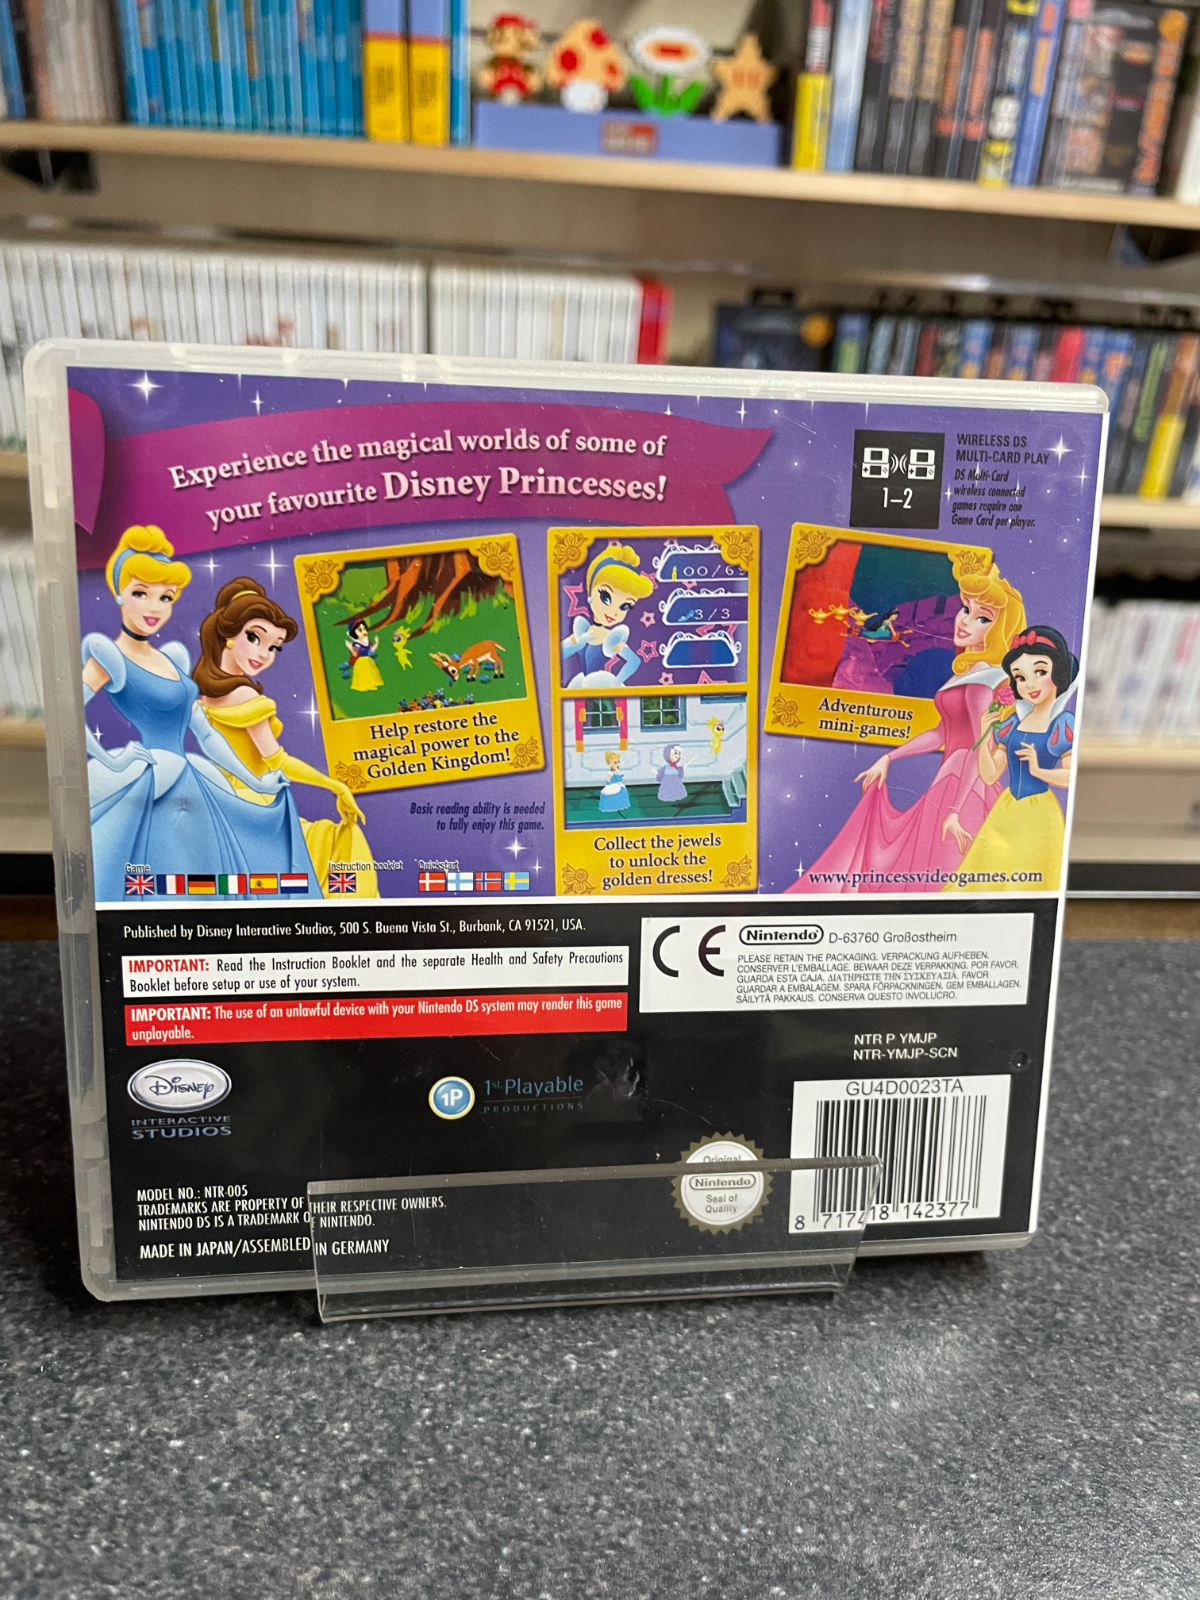 Experience the magical worlds of some of
your favourite Disney Princesses!
WIRELESS DS
MULTI-CARD PLAY
DS Multi-Card
wireless connected
games require one
Game Card per player.
1–2
00/6
3/3
Help restore the
magical power to the
Golden Kingdom!
Adventurous
mini-games!
Basic reading ability is needed
to fully enjoy this game.
Collect the jewels
to unlock the
golden dresses!
Game
Instruction booklet
Quickstart
www.princessvideogames.com
Published by Disney Interactive Studios, 500 S. Buena Vista St., Burbank, CA 91521, USA.
IMPORTANT: Read the Instruction Booklet and the separate Health and Safety Precautions
Booklet before setup or use of your system.
IMPORTANT: The use of an unlawful device with your Nintendo DS system may render this game
unplayable.
CE
Nintendo D-63760 Großostheim
PLEASE RETAIN THE PACKAGING. VERPACKUNG AUFHEBEN.
CONSERVER L'EMBALLAGE. BEWAAR DEZE VERPAKKING, POR FAVOR,
GUARDA ESTA CAJA. ΔΙΑΤΗΡΗΣΤΕ ΤΗΝ ΣΥΣΚΕΥΑΣΙΑ. FAVOR
GUARDAR A EMBALAGEM. SPARA FÖRPACKNINGEN. GEM EMBALLAGEN.
SÄILYTÄ PAKKAUS. CONSERVA QUESTO INVOLUCRO.
NTR P YMJP
NTR-YMJP-SCN
GU4D0023TA
Disney
INTERACTIVE
STUDIOS
1P
1st Playable
PRODUCTIONS
Original
Nintendo
Seal of
Quality
8 717418 142377
MODEL NO.: NTR-005
TRADEMARKS ARE PROPERTY OF THEIR RESPECTIVE OWNERS.
NINTENDO DS IS A TRADEMARK OF NINTENDO.
MADE IN JAPAN/ASSEMBLED IN GERMANY